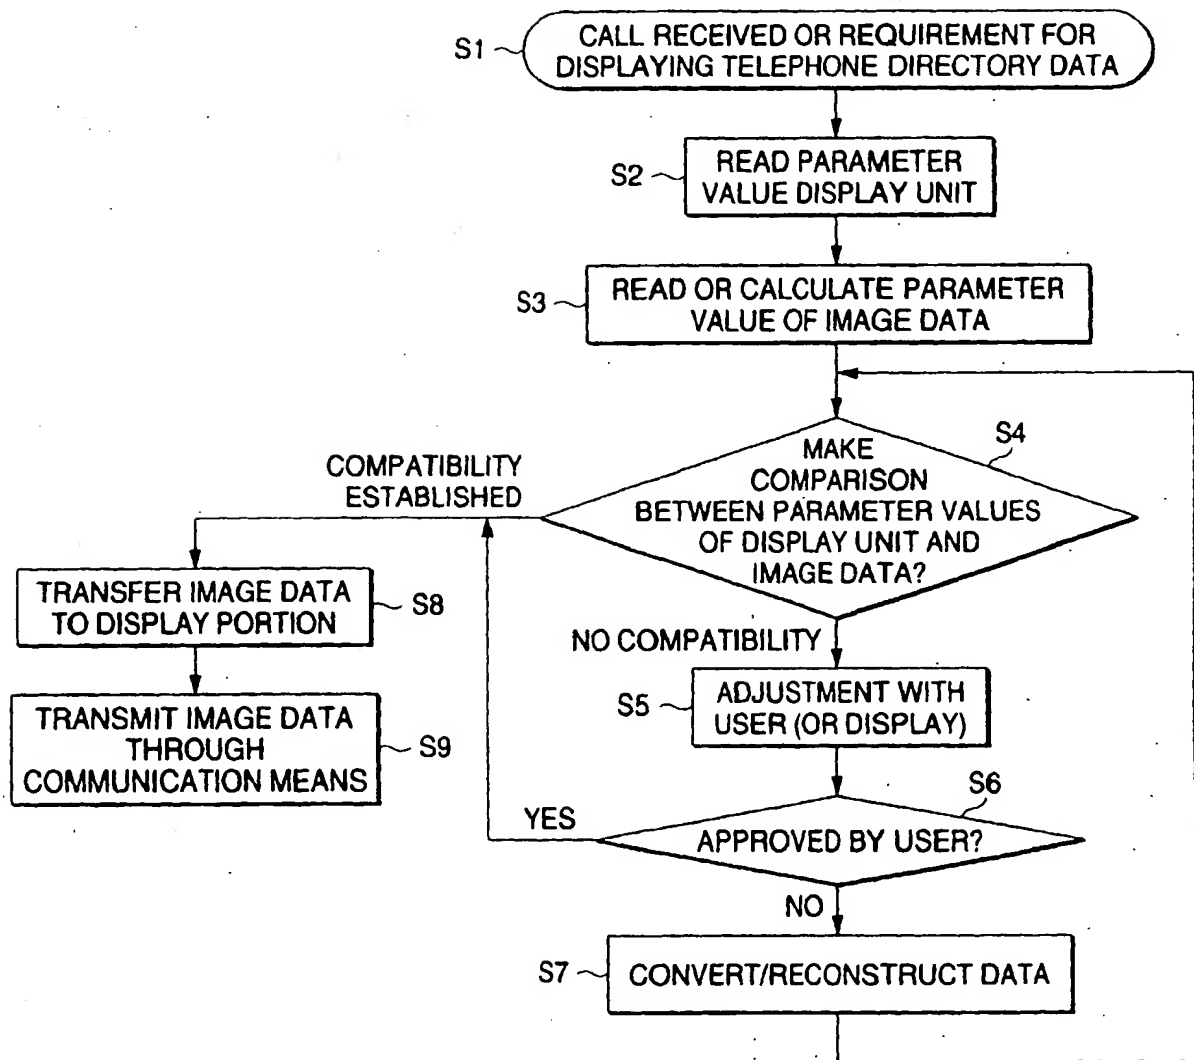 S1
CALL RECEIVED OR REQUIREMENT FOR
DISPLAYING TELEPHONE DIRECTORY DATA
S2
READ PARAMETER
VALUE DISPLAY UNIT
S3
READ OR CALCULATE PARAMETER
VALUE OF IMAGE DATA
S4
MAKE
COMPARISON
BETWEEN PARAMETER VALUES
OF DISPLAY UNIT AND
IMAGE DATA?
COMPATIBILITY
ESTABLISHED
TRANSFER IMAGE DATA
TO DISPLAY PORTION
S8
TRANSMIT IMAGE DATA
THROUGH
COMMUNICATION MEANS
S9
NO COMPATIBILITY
S5
ADJUSTMENT WITH
USER (OR DISPLAY)
S6
APPROVED BY USER?
YES
NO
S7
CONVERT/RECONSTRUCT DATA